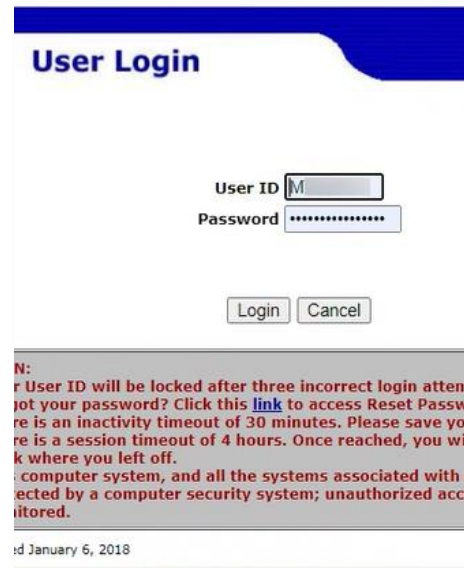 User Login
User ID M
Password ••••••••••••••••
Login Cancel
N:
r User ID will be locked after three incorrect login atten
got your password? Click this link to access Reset Passw
re is an inactivity timeout of 30 minutes. Please save yo
re is a session timeout of 4 hours. Once reached, you wi
k where you left off.
computer system, and all the systems associated with
tected by a computer security system; unauthorized acc
itored.
ed January 6, 2018